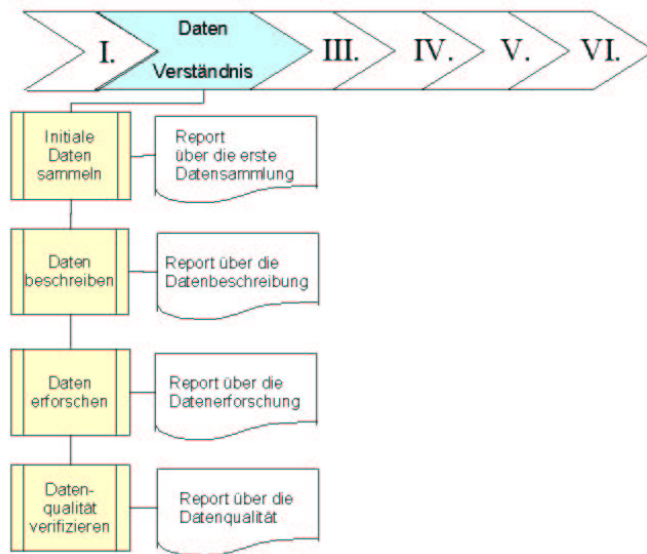 I.
Daten
Verständnis
III.
IV.
V.
VI.
Initiale
Daten
sammeln
Report
über die erste
Datensammlung
Daten
beschreiben
Report über die
Datenbeschreibung
Daten
erforschen
Report über die
Datenerforschung
Daten-
qualität
verifizieren
Report über die
Datenqualität